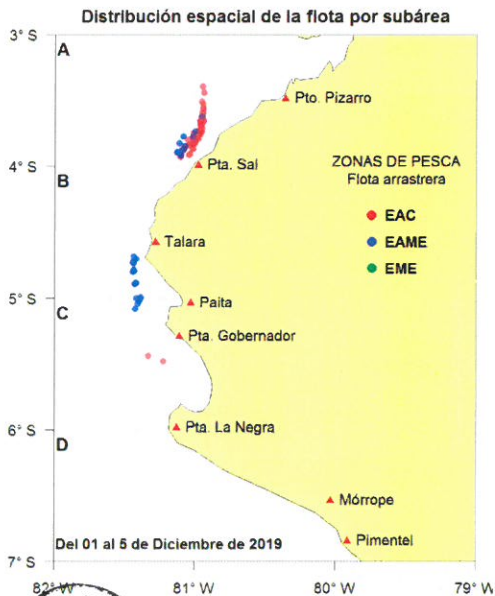 Distribución espacial de la flota por subárea
3° S
A
Pto. Pizarro
4° S
Pta. Sal
ZONAS DE PESCA
Flota arrastrera
B
EAC
Talara
EAME
EME
5° S
Paita
C
Pta. Gobernador
6° S
Pta. La Negra
D
Mórrope
Del 01 al 5 de Diciembre de 2019
Pimentel
7° S
82° W
81° W
80° W
79° W